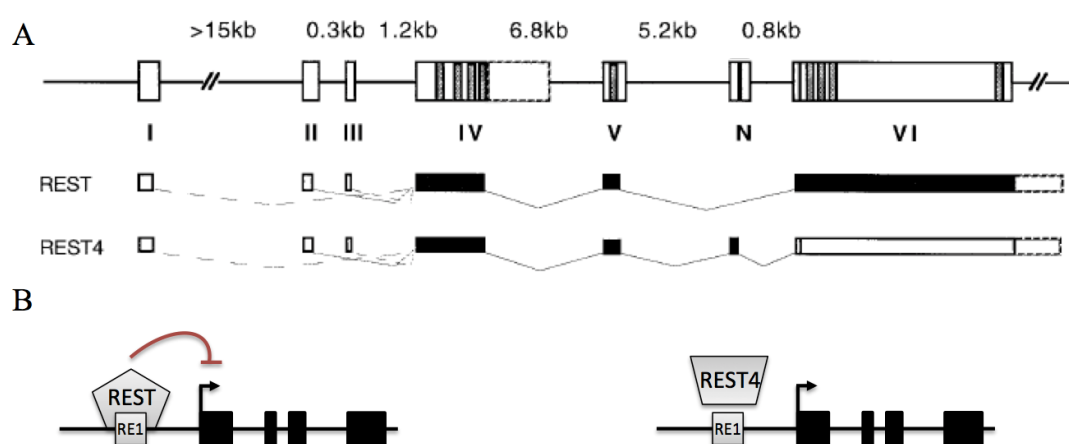 A
>15kb 0.3kb 1.2kb 6.8kb 5.2kb 0.8kb
I II III IV V N VI
REST
REST4
B
REST REST4
RE1 RE1